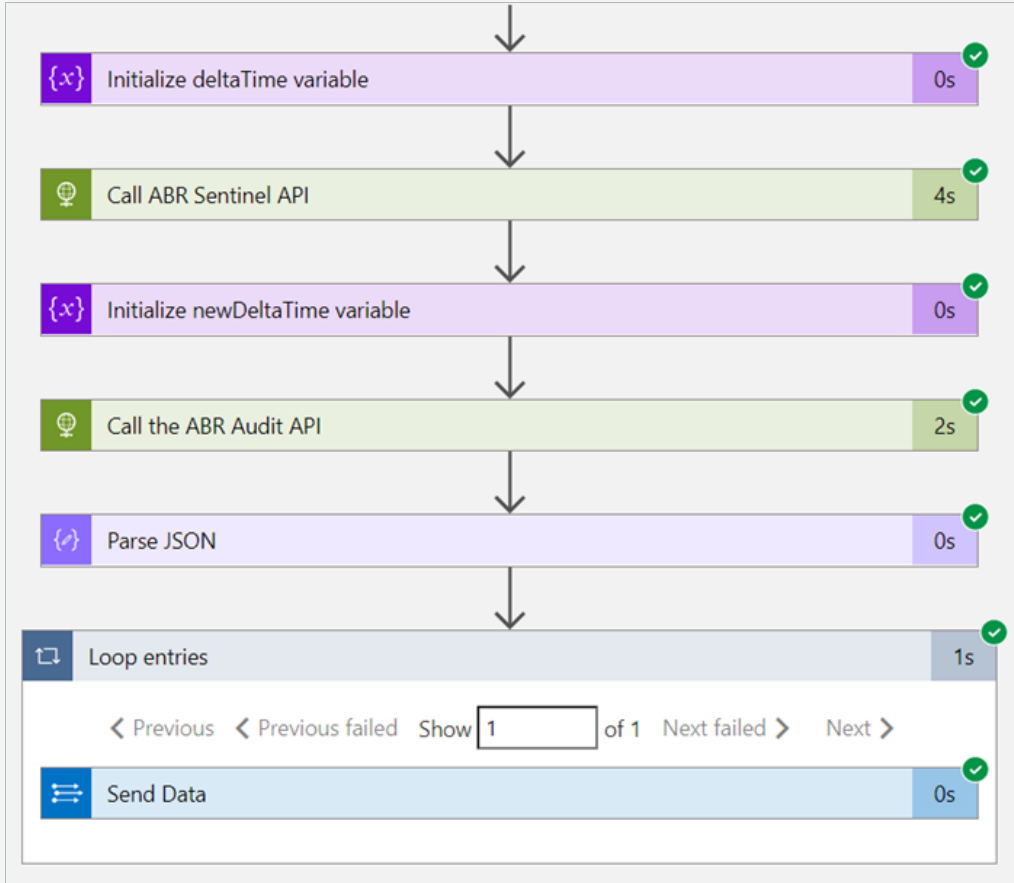 {x} Initialize deltaTime variable 0s
Call ABR Sentinel API 4s
{x} Initialize newDeltaTime variable 0s
Call the ABR Audit API 2s
Parse JSON 0s
Loop entries 1s
Previous Previous failed Show 1 of 1 Next failed Next
Send Data 0s